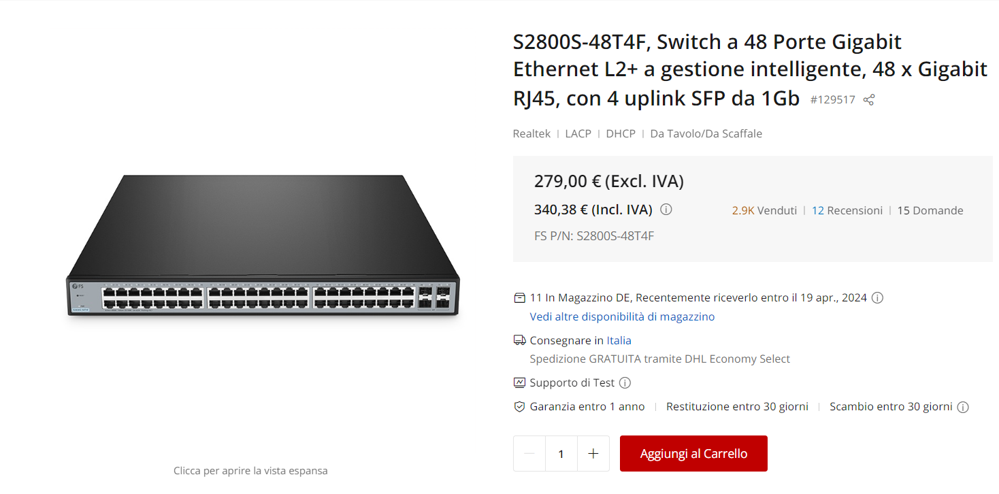 S2800S-48T4F, Switch a 48 Porte Gigabit
Ethernet L2+ a gestione intelligente, 48 x Gigabit
RJ45, con 4 uplink SFP da 1Gb #129517
Realtek | LACP | DHCP | Da Tavolo/Da Scaffale
279,00 € (Excl. IVA)
340,38 € (Incl. IVA)
2.9K Venduti | 12 Recensioni | 15 Domande
FS P/N: S2800S-48T4F
FS
11 In Magazzino DE, Recentemente riceverlo entro il 19 apr., 2024
Vedi altre disponibilità di magazzino
Consegnare in Italia
Spedizione GRATUITA tramite DHL Economy Select
Supporto di Test
Garanzia entro 1 anno | Restituzione entro 30 giorni | Scambio entro 30 giorni
1
Aggiungi al Carrello
Clicca per aprire la vista espansa